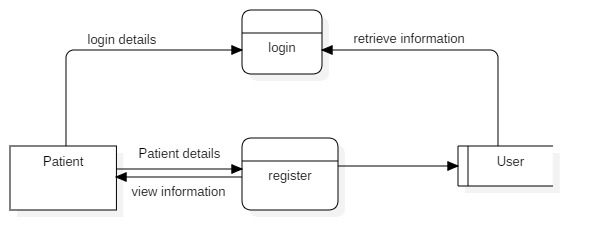 login details
retrieve information
login
Patient
Patient details
User
register
view information